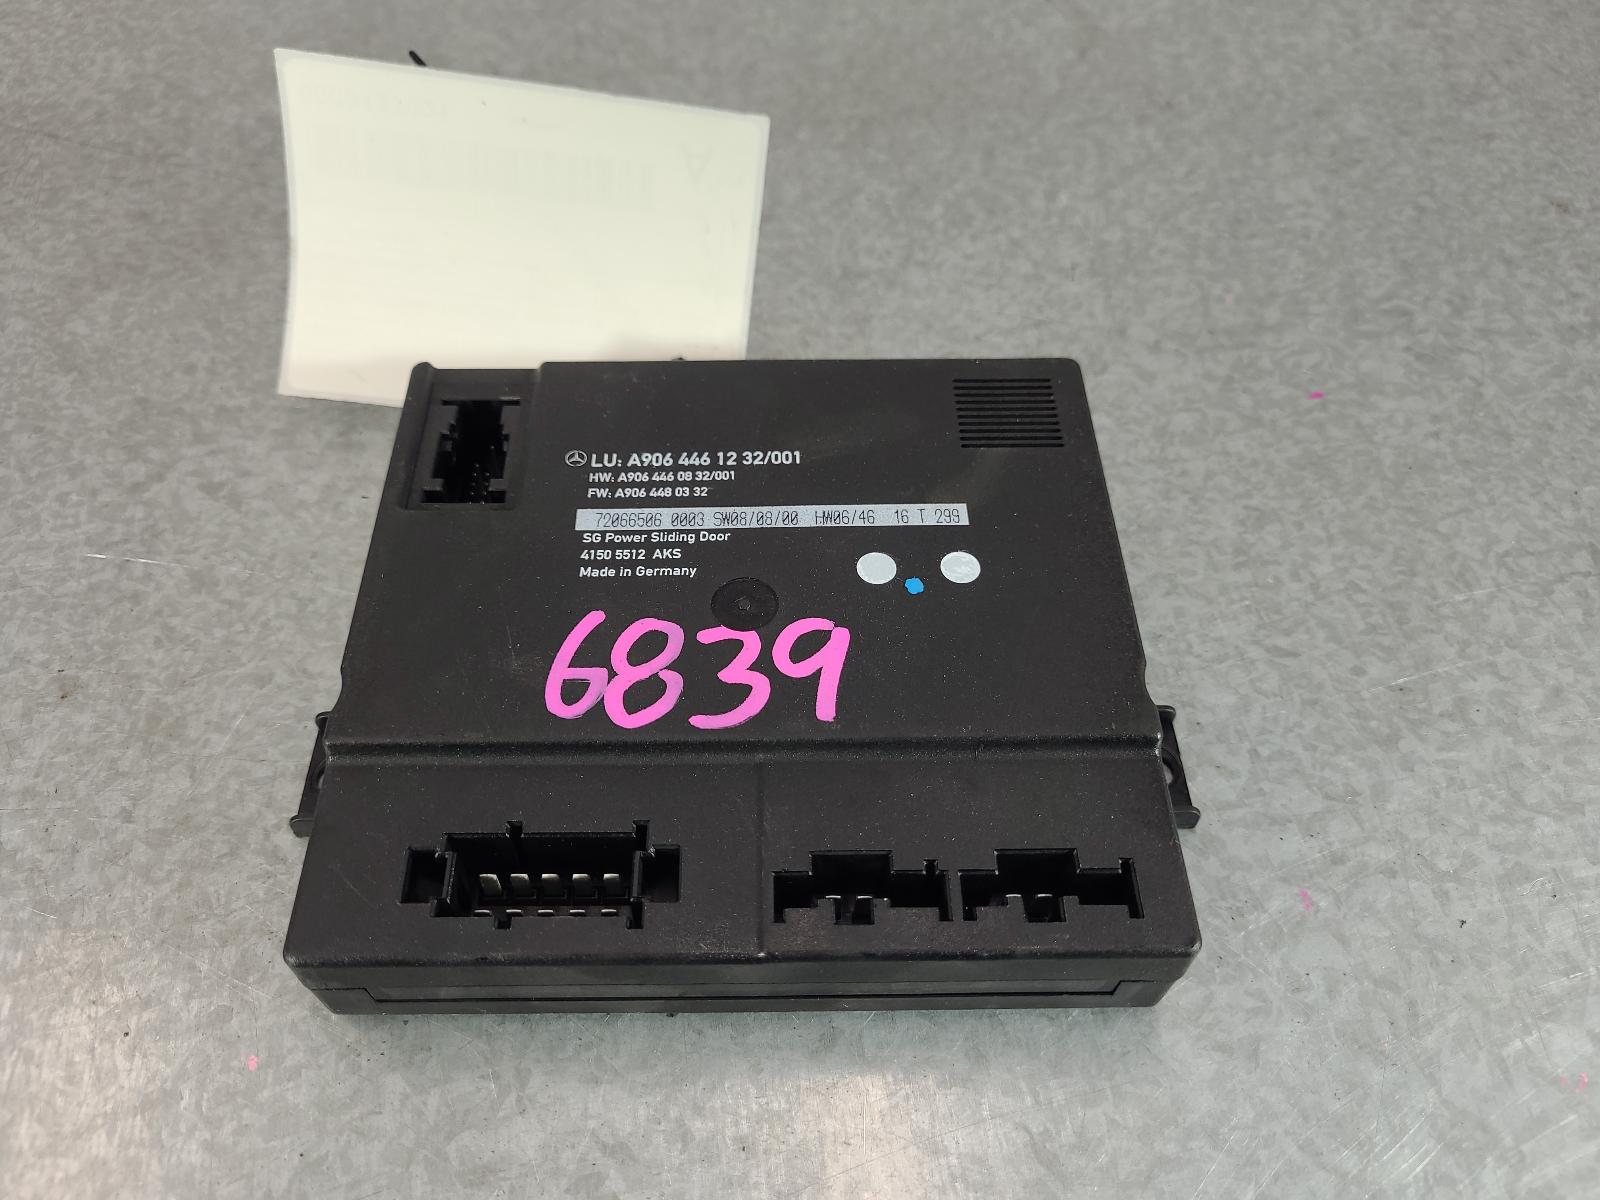 LU: A906 446 12 32/001
HW: A906 446 08 32/001
FW: A906 448 03 32
72066506 0003 SW08/08/00 HW06/46 16 T 299
SG Power Sliding Door
4150 5512 AKS
Made in Germany
6839